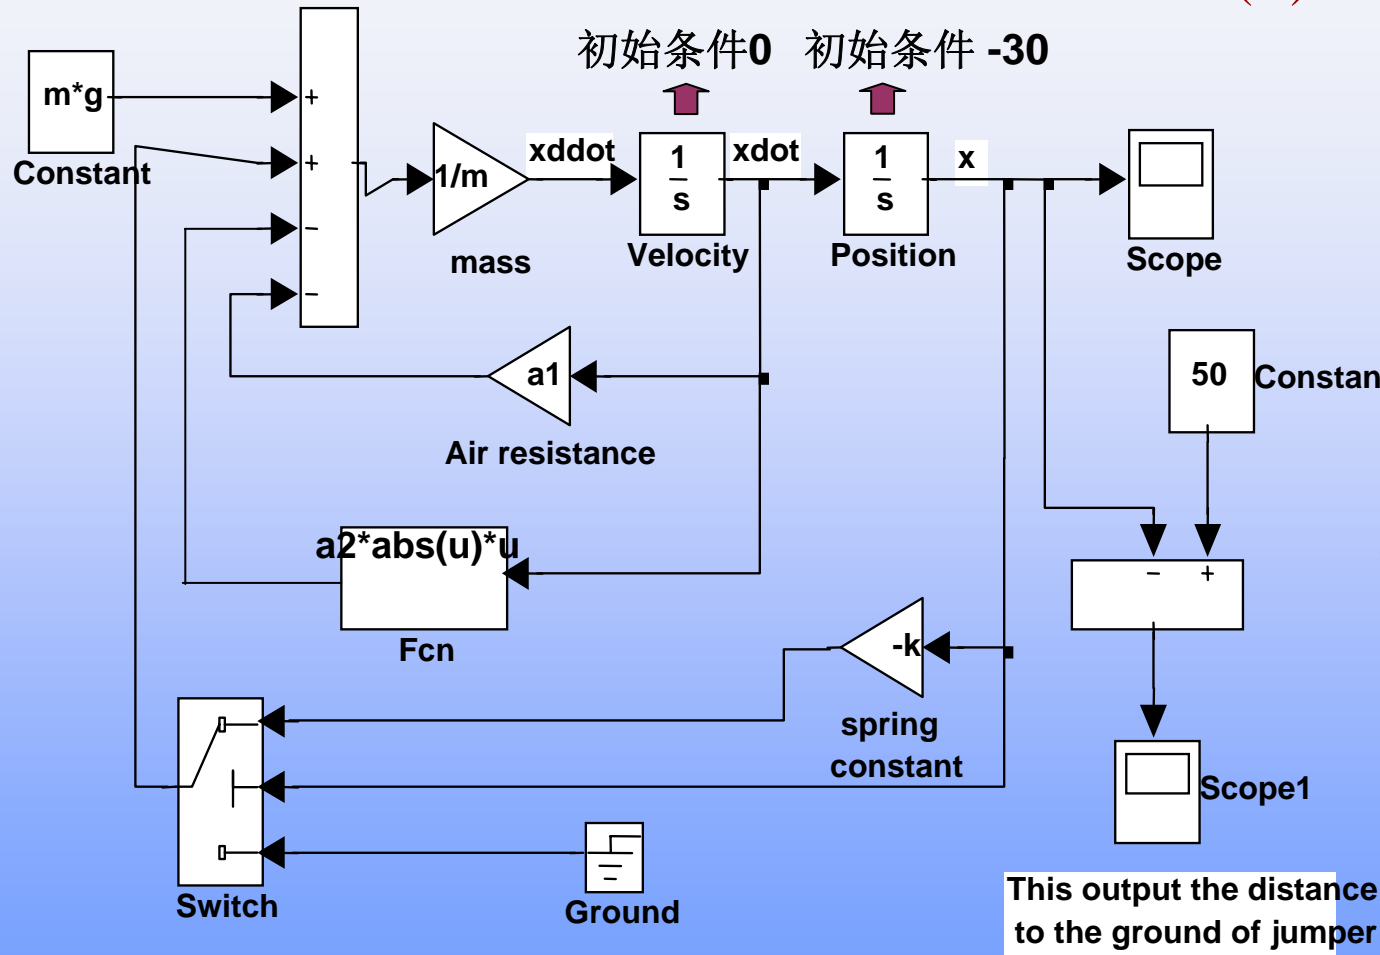 初始条件0 初始条件 -30
m*g
Constant
+
+
−
−
1/m
mass
xddot
1
s
Velocity
xdot
1
s
Position
x
Scope
a1
Air resistance
50
Constan
a2*abs(u)*u
Fcn
− +
-k
spring
constant
Switch
Ground
Scope1
This output the distance
to the ground of jumper